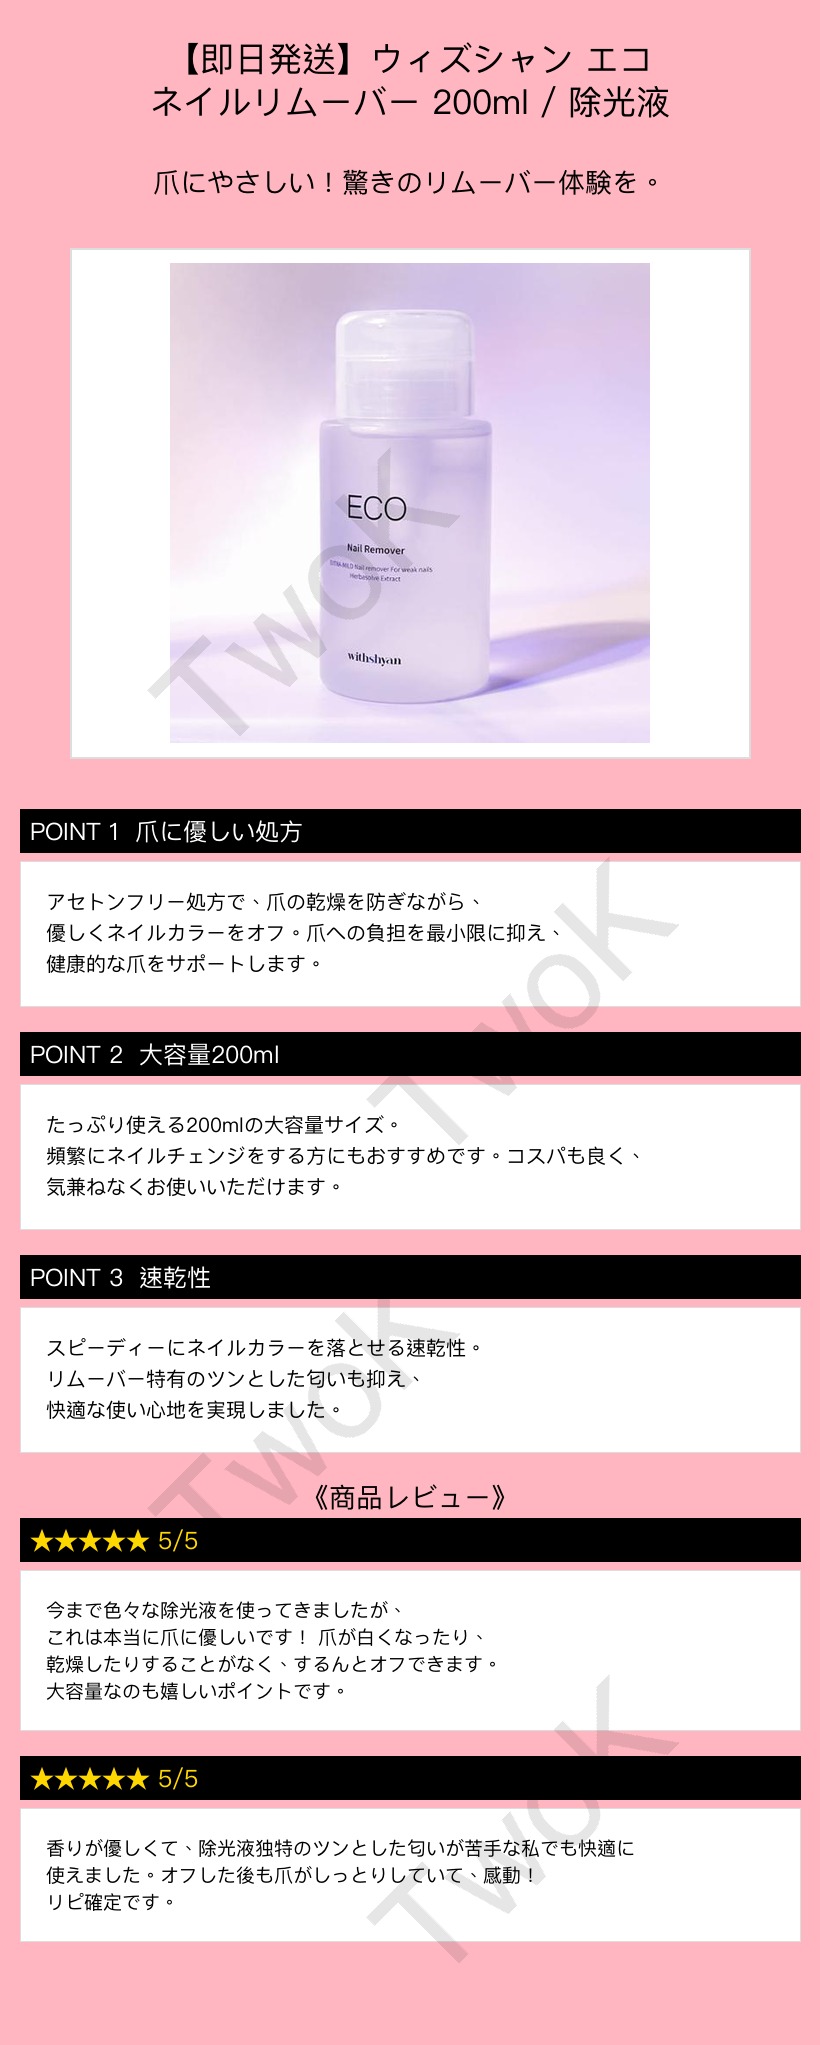 【即日発送】ウィズシャン エコ
ネイルリムーバー 200ml / 除光液
爪にやさしい！驚きのリムーバー体験を。
ECO
Nail Remover
EXTRA-MILD Nail remover For weak nails
Herbasolve Extract
withshyan
TwoK
POINT 1 爪に優しい処方
アセトンフリー処方で、爪の乾燥を防ぎながら、
優しくネイルカラーをオフ。爪への負担を最小限に抑え、
健康的な爪をサポートします。
TwoK
POINT 2 大容量200ml
たっぷり使える200mlの大容量サイズ。
頻繁にネイルチェンジをする方にもおすすめです。コスパも良く、
気兼ねなくお使いいただけます。
POINT 3 速乾性
スピーディーにネイルカラーを落とせる速乾性。
リムーバー特有のツンとした匂いも抑え、
快適な使い心地を実現しました。
TwoK
《商品レビュー》
★★★★★ 5/5
今まで色々な除光液を使ってきましたが、
これは本当に爪に優しいです！ 爪が白くなったり、
乾燥したりすることがなく、するんとオフできます。
大容量なのも嬉しいポイントです。
★★★★★ 5/5
香りが優しくて、除光液独特のツンとした匂いが苦手な私でも快適に
使えました。オフした後も爪がしっとりしていて、感動！
リピ確定です。
TwoK